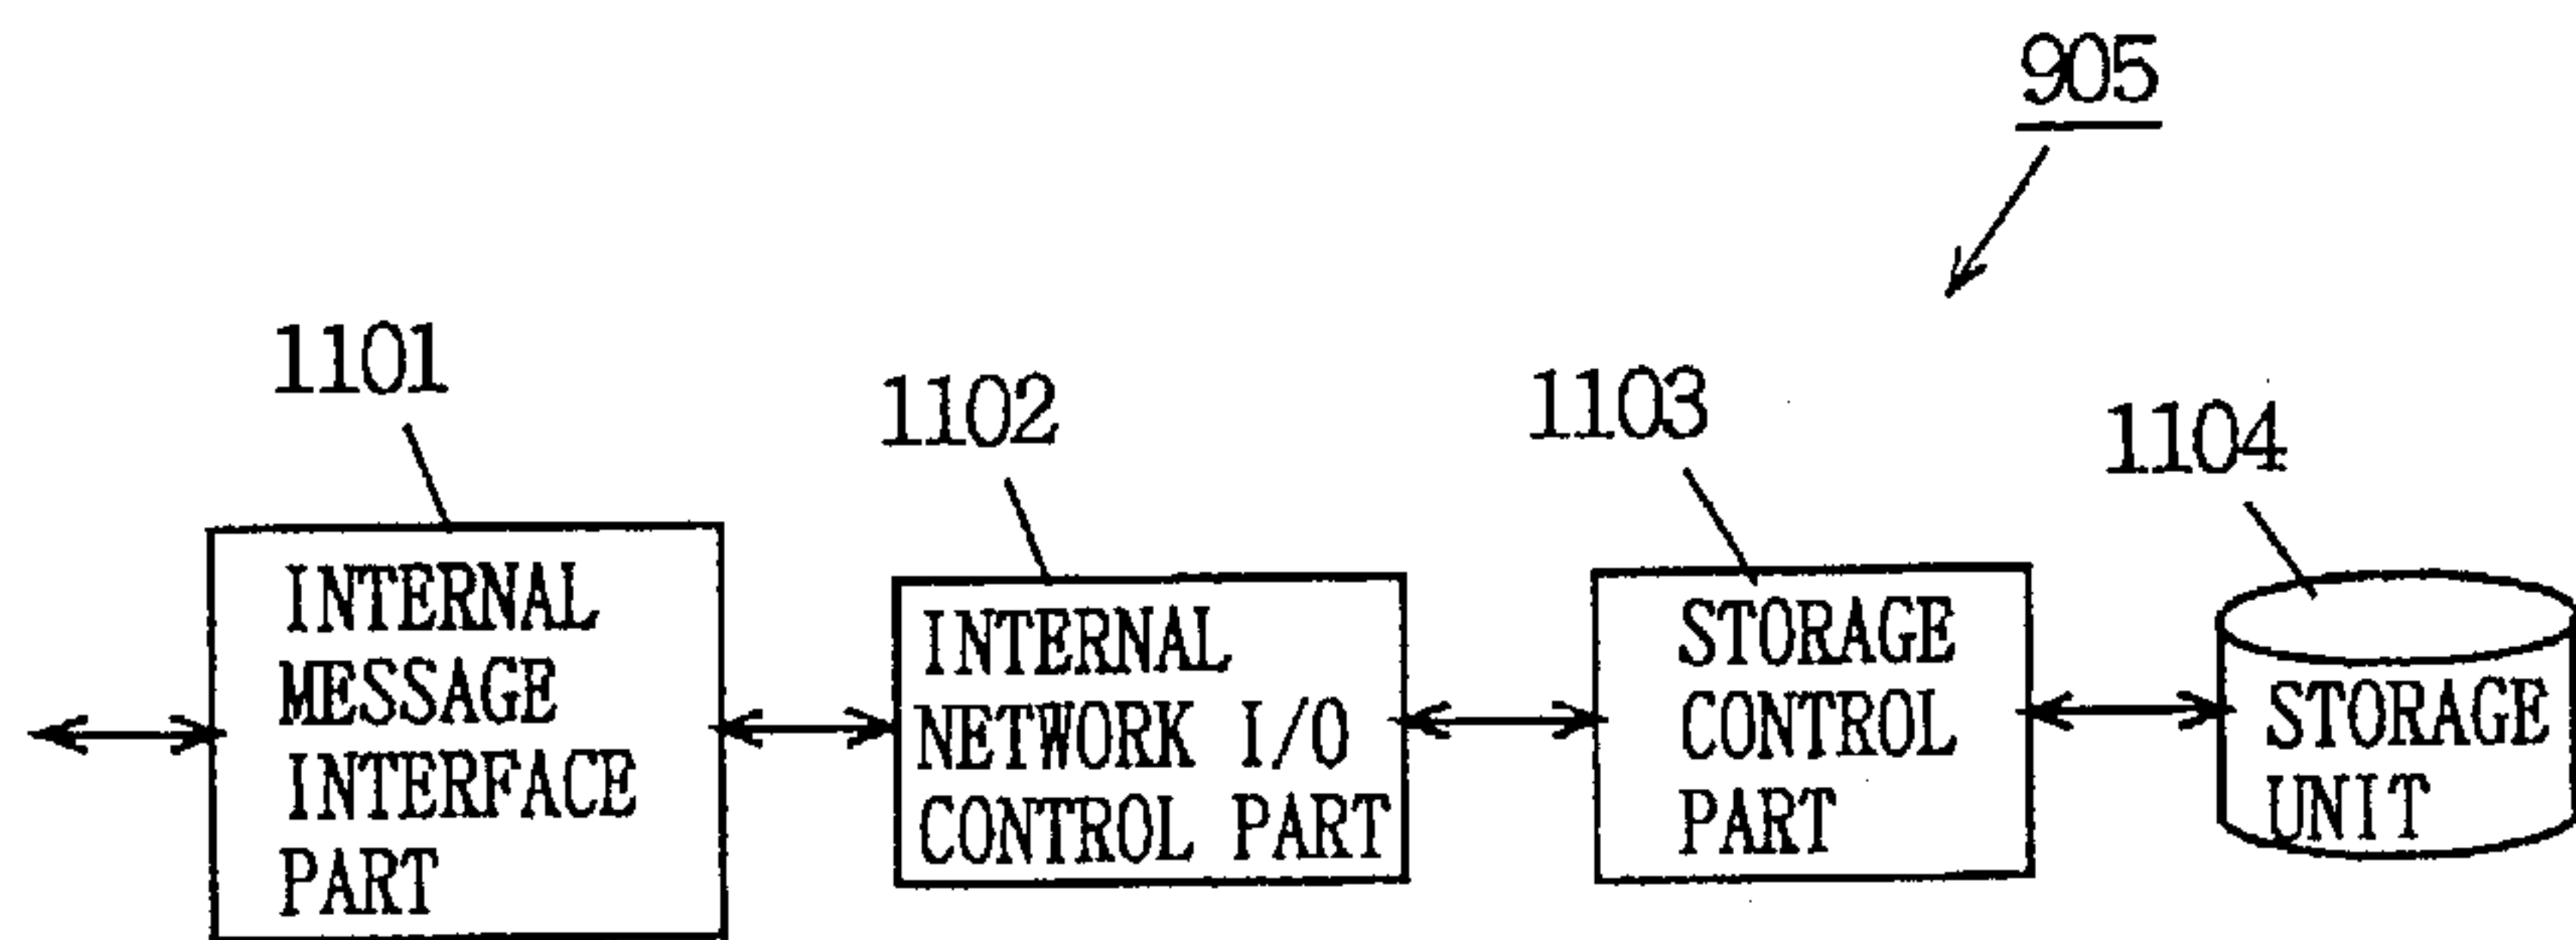 905
1101
1102
1103
1104
INTERNAL
MESSAGE
INTERFACE
PART
INTERNAL
NETWORK I/O
CONTROL PART
STORAGE
CONTROL
PART
STORAGE
UNIT